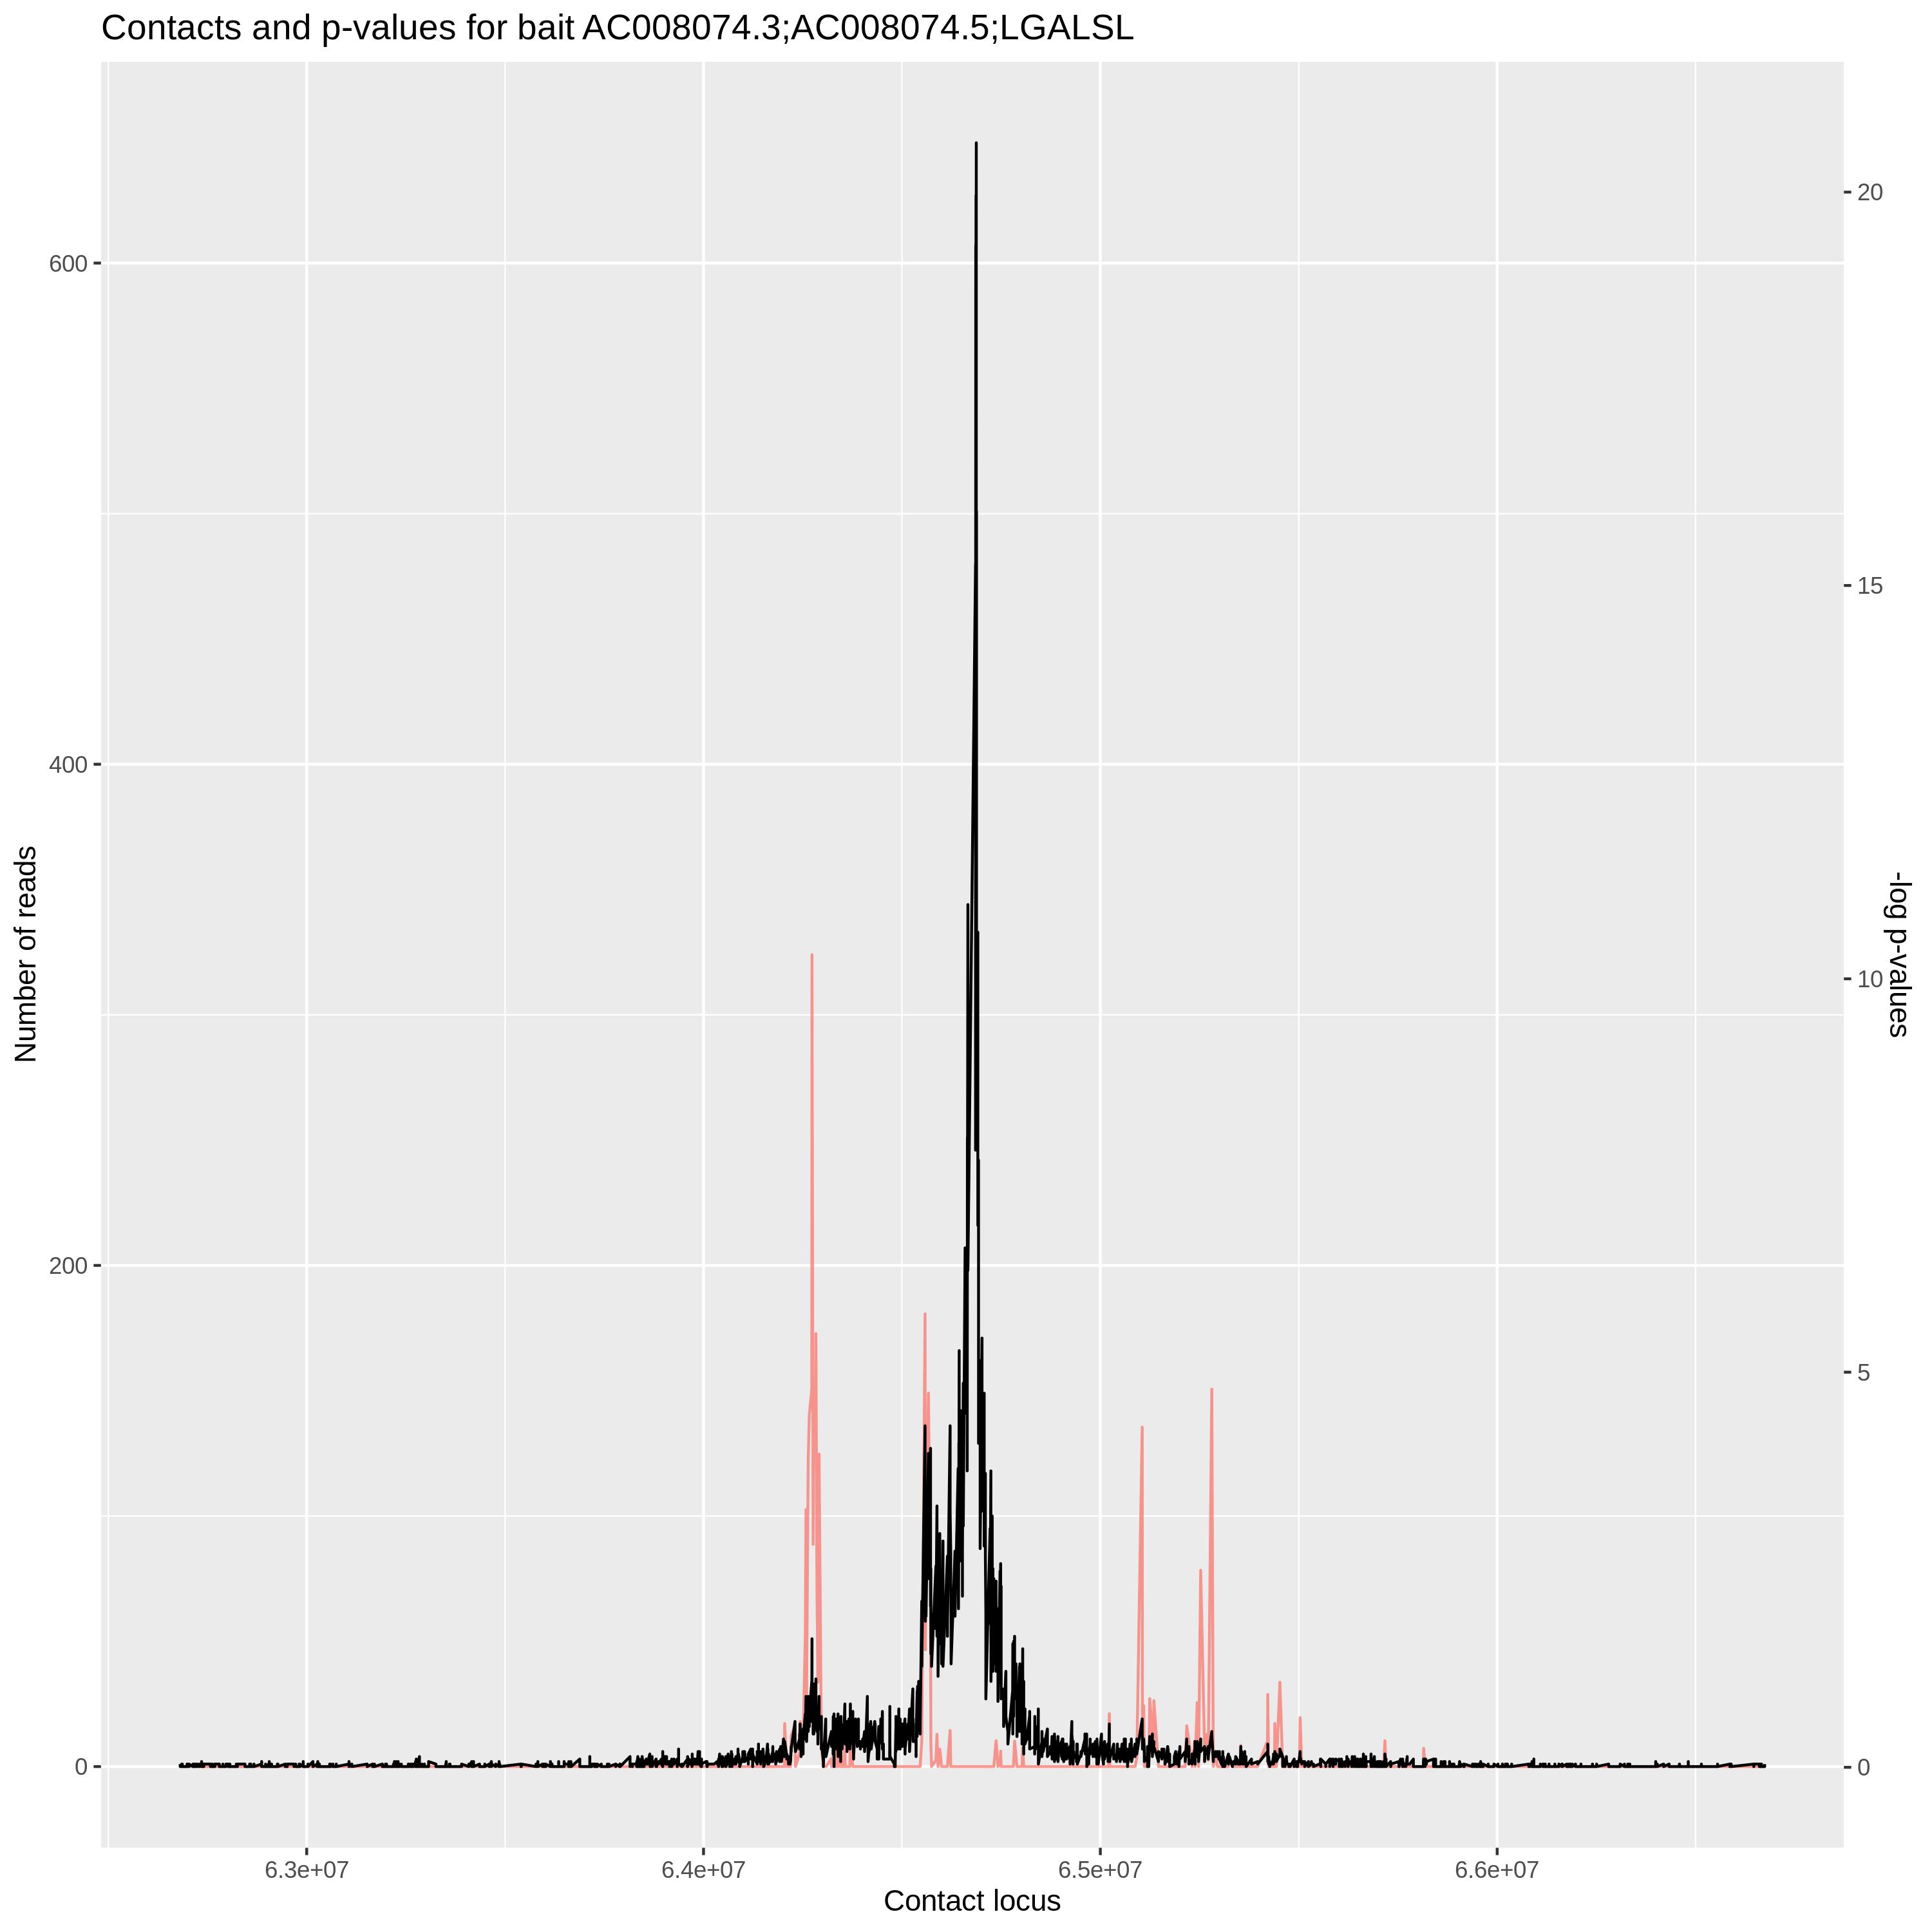 Contacts and p-values for bait AC008074.3;AC008074.5;LGALSL
600
400
200
0
Number of reads
20
15
10
5
0
-log p-values
6.3e+07 6.4e+07 6.5e+07 6.6e+07
Contact locus